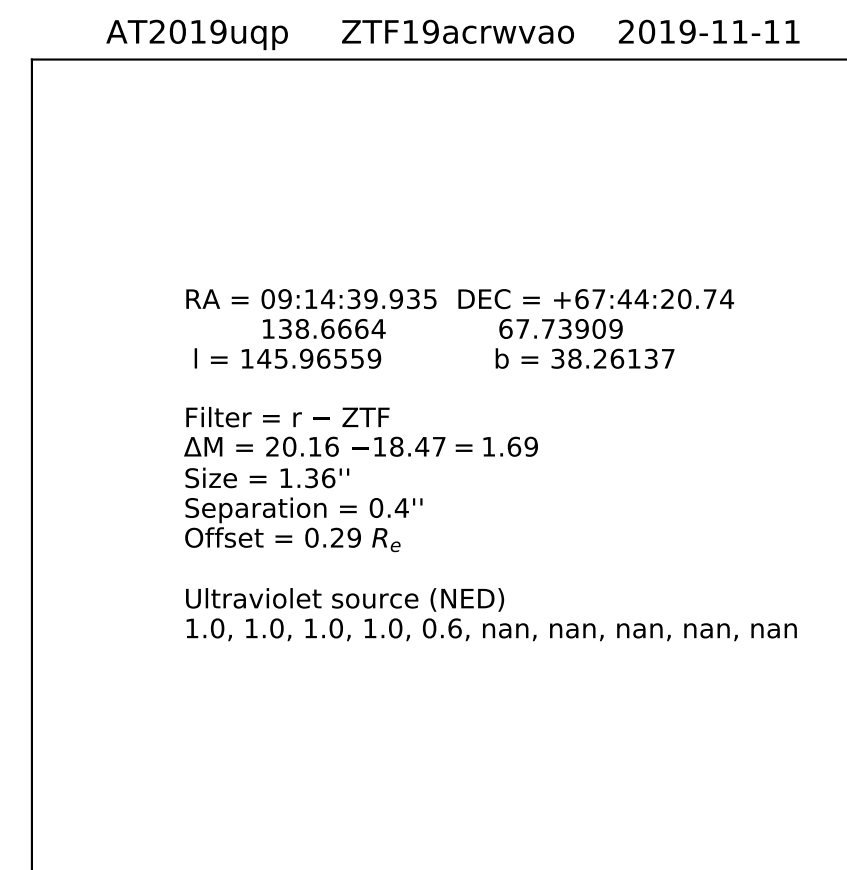 AT2019uqp ZTF19acrwvao 2019-11-11
RA = 09:14:39.935 DEC = +67:44:20.74
138.6664 67.73909
l = 145.96559 b = 38.26137
Filter = r − ZTF
ΔM = 20.16 −18.47 = 1.69
Size = 1.36''
Separation = 0.4''
Offset = 0.29 Re
Ultraviolet source (NED)
1.0, 1.0, 1.0, 1.0, 0.6, nan, nan, nan, nan, nan